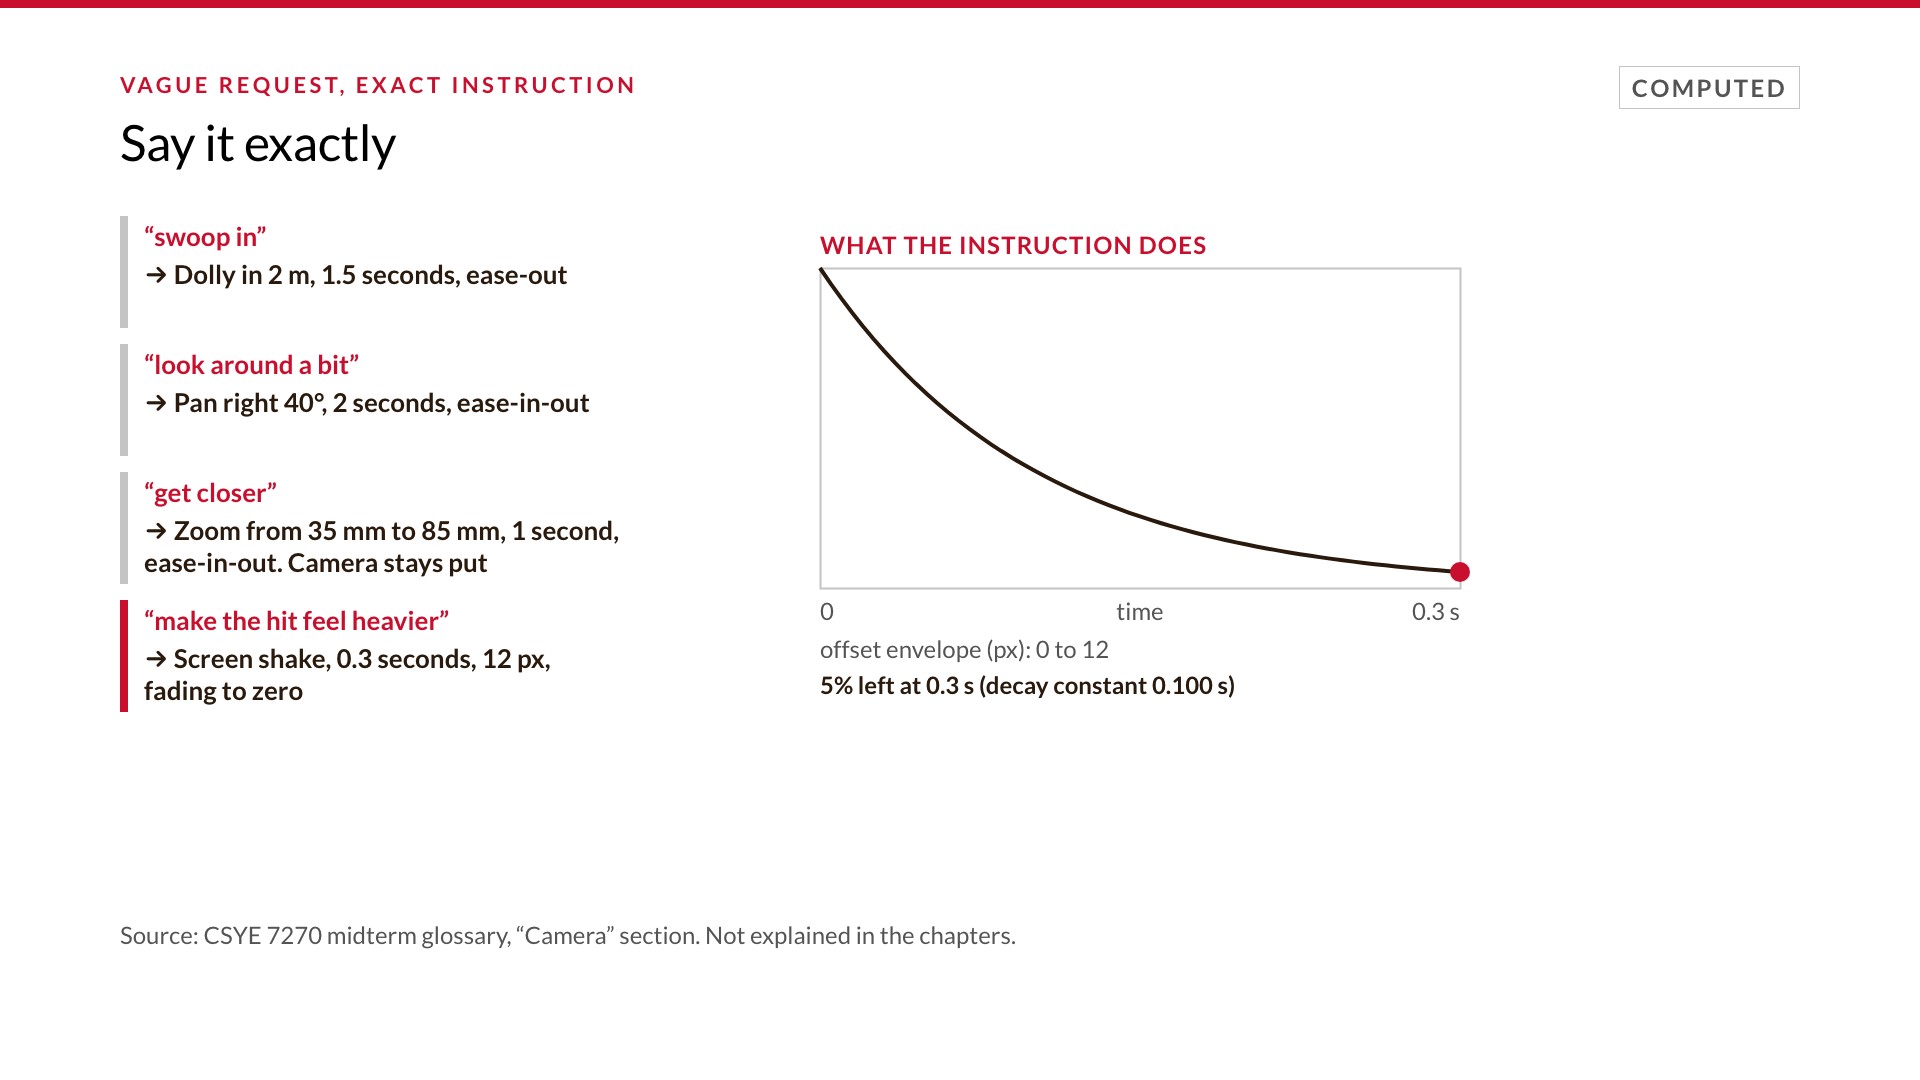 VAGUE REQUEST, EXACT INSTRUCTION
COMPUTED
Say it exactly
“swoop in”
→ Dolly in 2 m, 1.5 seconds, ease-out
“look around a bit”
→ Pan right 40°, 2 seconds, ease-in-out
“get closer”
→ Zoom from 35 mm to 85 mm, 1 second,
ease-in-out. Camera stays put
“make the hit feel heavier”
→ Screen shake, 0.3 seconds, 12 px,
fading to zero
WHAT THE INSTRUCTION DOES
0 time 0.3 s
offset envelope (px): 0 to 12
5% left at 0.3 s (decay constant 0.100 s)
Source: CSYE 7270 midterm glossary, “Camera” section. Not explained in the chapters.